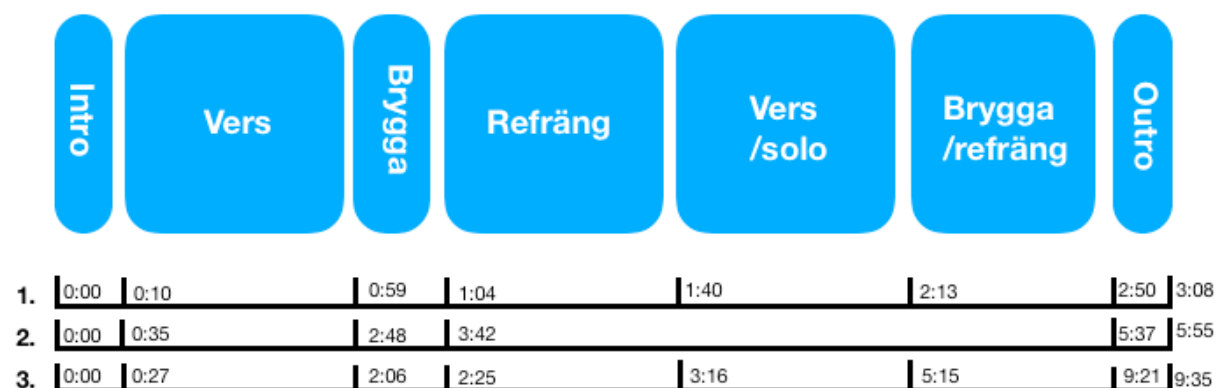 Intro
Vers
Brygga
Refräng
Vers
/solo
Brygga
/refräng
Outro
1. 0:00 0:10 0:59 1:04 1:40 2:13 2:50 3:08
2. 0:00 0:35 2:48 3:42 5:37 5:55
3. 0:00 0:27 2:06 2:25 3:16 5:15 9:21 9:35